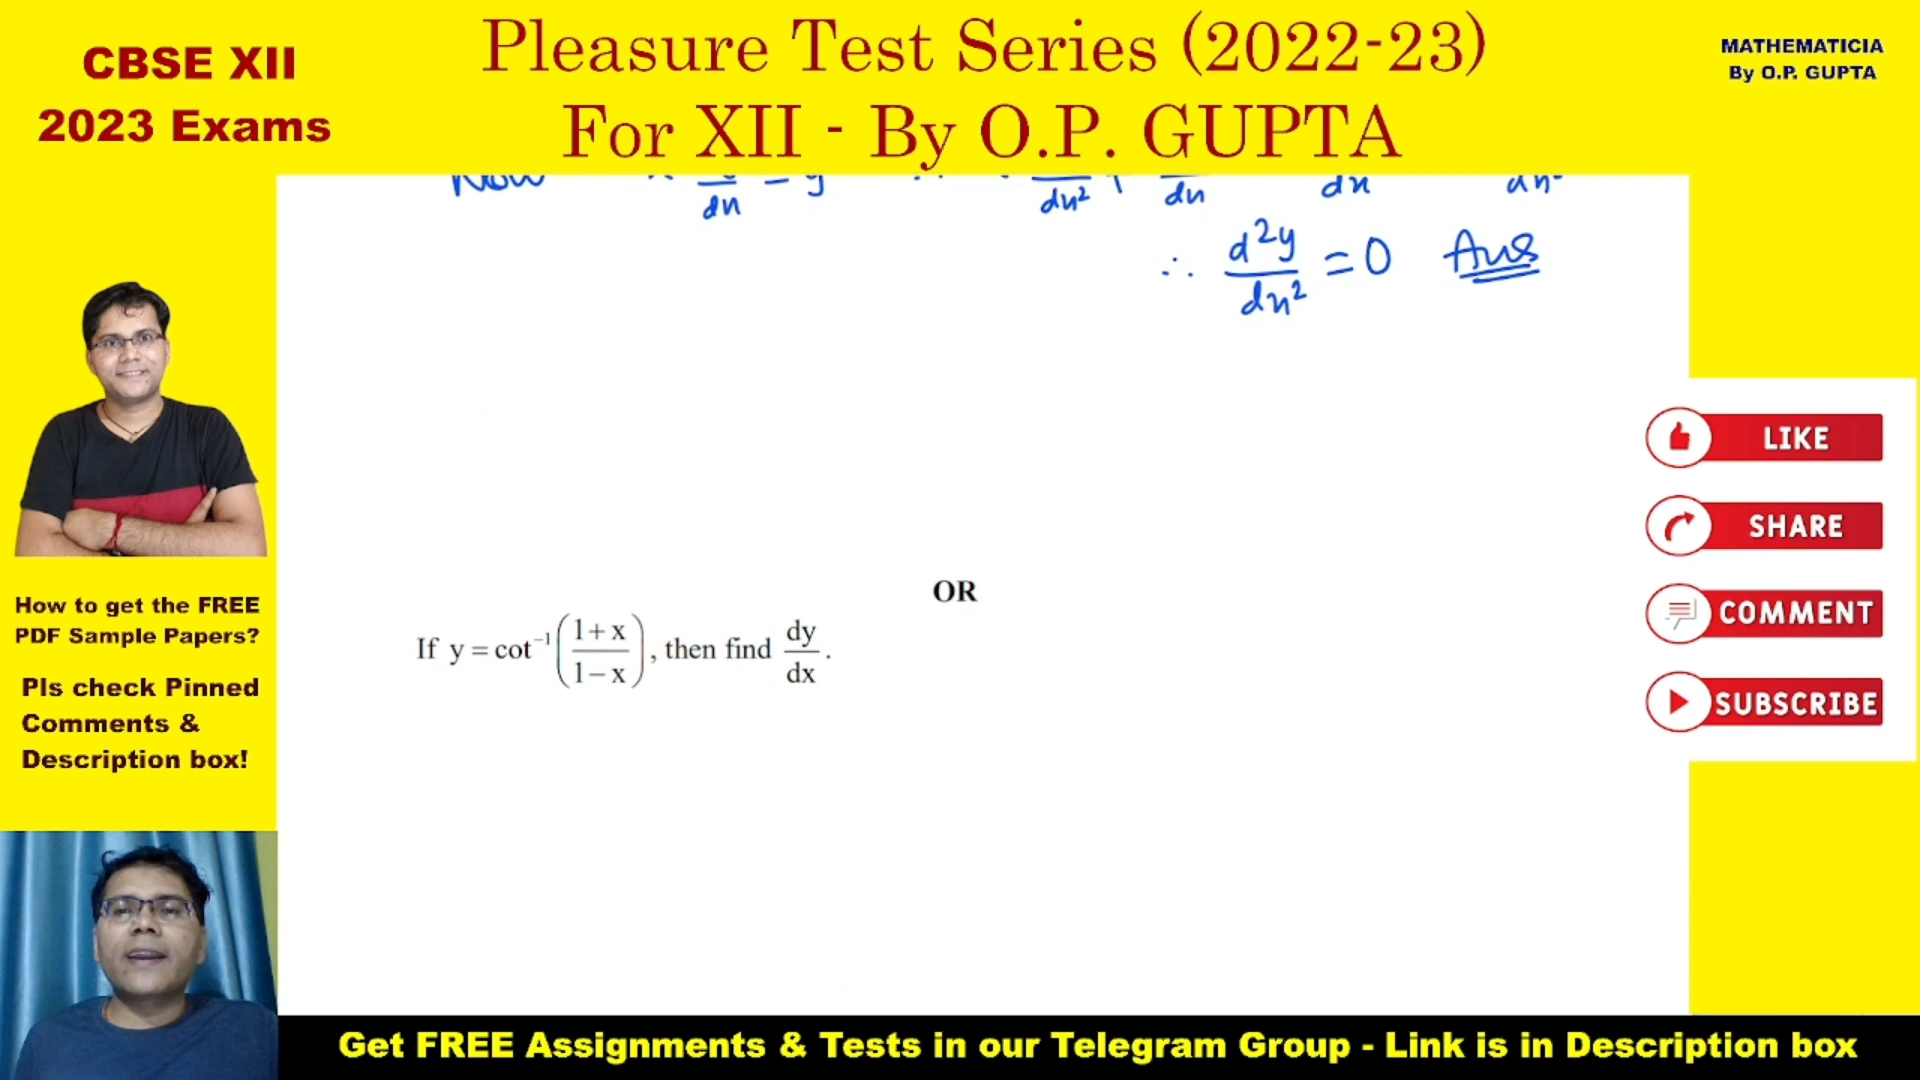 CBSE XII
2023 Exams
Pleasure Test Series (2022-23)
For XII - By O.P. GUPTA
MATHEMATICIA
By O.P. GUPTA
∴ d²y/dx² = 0 Ans
OR
If y = cot⁻¹((1+x)/(1−x)), then find dy/dx.
How to get the FREE
PDF Sample Papers?
Pls check Pinned
Comments &
Description box!
LIKE
SHARE
COMMENT
SUBSCRIBE
Get FREE Assignments & Tests in our Telegram Group - Link is in Description box